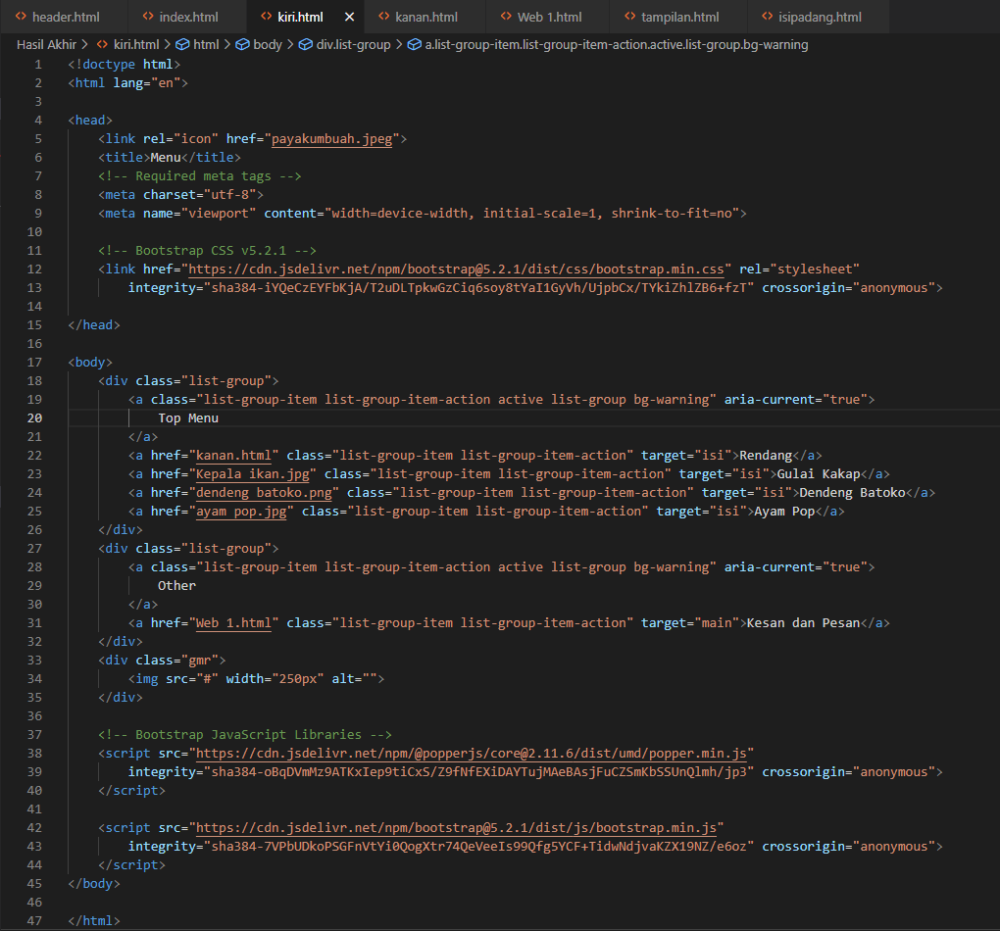 header.html index.html kiri.html kanan.html Web 1.html tampilan.html isipadang.html
Hasil Akhir > kiri.html > html > body > div.list-group > a.list-group-item.list-group-item-action.active.list-group.bg-warning
1 <!doctype html>
2 <html lang="en">
3
4 <head>
5 <link rel="icon" href="payakumbuah.jpeg">
6 <title>Menu</title>
7 <!-- Required meta tags -->
8 <meta charset="utf-8">
9 <meta name="viewport" content="width=device-width, initial-scale=1, shrink-to-fit=no">
10
11 <!-- Bootstrap CSS v5.2.1 -->
12 <link href="https://cdn.jsdelivr.net/npm/bootstrap@5.2.1/dist/css/bootstrap.min.css" rel="stylesheet"
13 integrity="sha384-iYQeCzEYFbKjA/T2uDLTpkwGzCiq6soy8tYaI1GyVh/UjpbCx/TYkiZhlZB6+fzT" crossorigin="anonymous">
14
15 </head>
16
17 <body>
18 <div class="list-group">
19 <a class="list-group-item list-group-item-action active list-group bg-warning" aria-current="true">
20 Top Menu
21 </a>
22 <a href="kanan.html" class="list-group-item list-group-item-action" target="isi">Rendang</a>
23 <a href="Kepala ikan.jpg" class="list-group-item list-group-item-action" target="isi">Gulai Kakap</a>
24 <a href="dendeng batoko.png" class="list-group-item list-group-item-action" target="isi">Dendeng Batoko</a>
25 <a href="ayam pop.jpg" class="list-group-item list-group-item-action" target="isi">Ayam Pop</a>
26 </div>
27 <div class="list-group">
28 <a class="list-group-item list-group-item-action active list-group bg-warning" aria-current="true">
29 Other
30 </a>
31 <a href="Web 1.html" class="list-group-item list-group-item-action" target="main">Kesan dan Pesan</a>
32 </div>
33 <div class="gmr">
34 <img src="#" width="250px" alt="">
35 </div>
36
37 <!-- Bootstrap JavaScript Libraries -->
38 <script src="https://cdn.jsdelivr.net/npm/@popperjs/core@2.11.6/dist/umd/popper.min.js"
39 integrity="sha384-oBqDVmMz9ATKxIep9tiCxS/Z9fNfEXiDAYTujMAeBAsjFuCZSmKbSSUnQlmh/jp3" crossorigin="anonymous">
40 </script>
41
42 <script src="https://cdn.jsdelivr.net/npm/bootstrap@5.2.1/dist/js/bootstrap.min.js"
43 integrity="sha384-7VPbUDkoPSGFnVtYi0QogXtr74QeVeeIs99Qfg5YCF+TidwNdjvaKZX19NZ/e6oz" crossorigin="anonymous">
44 </script>
45 </body>
46
47 </html>